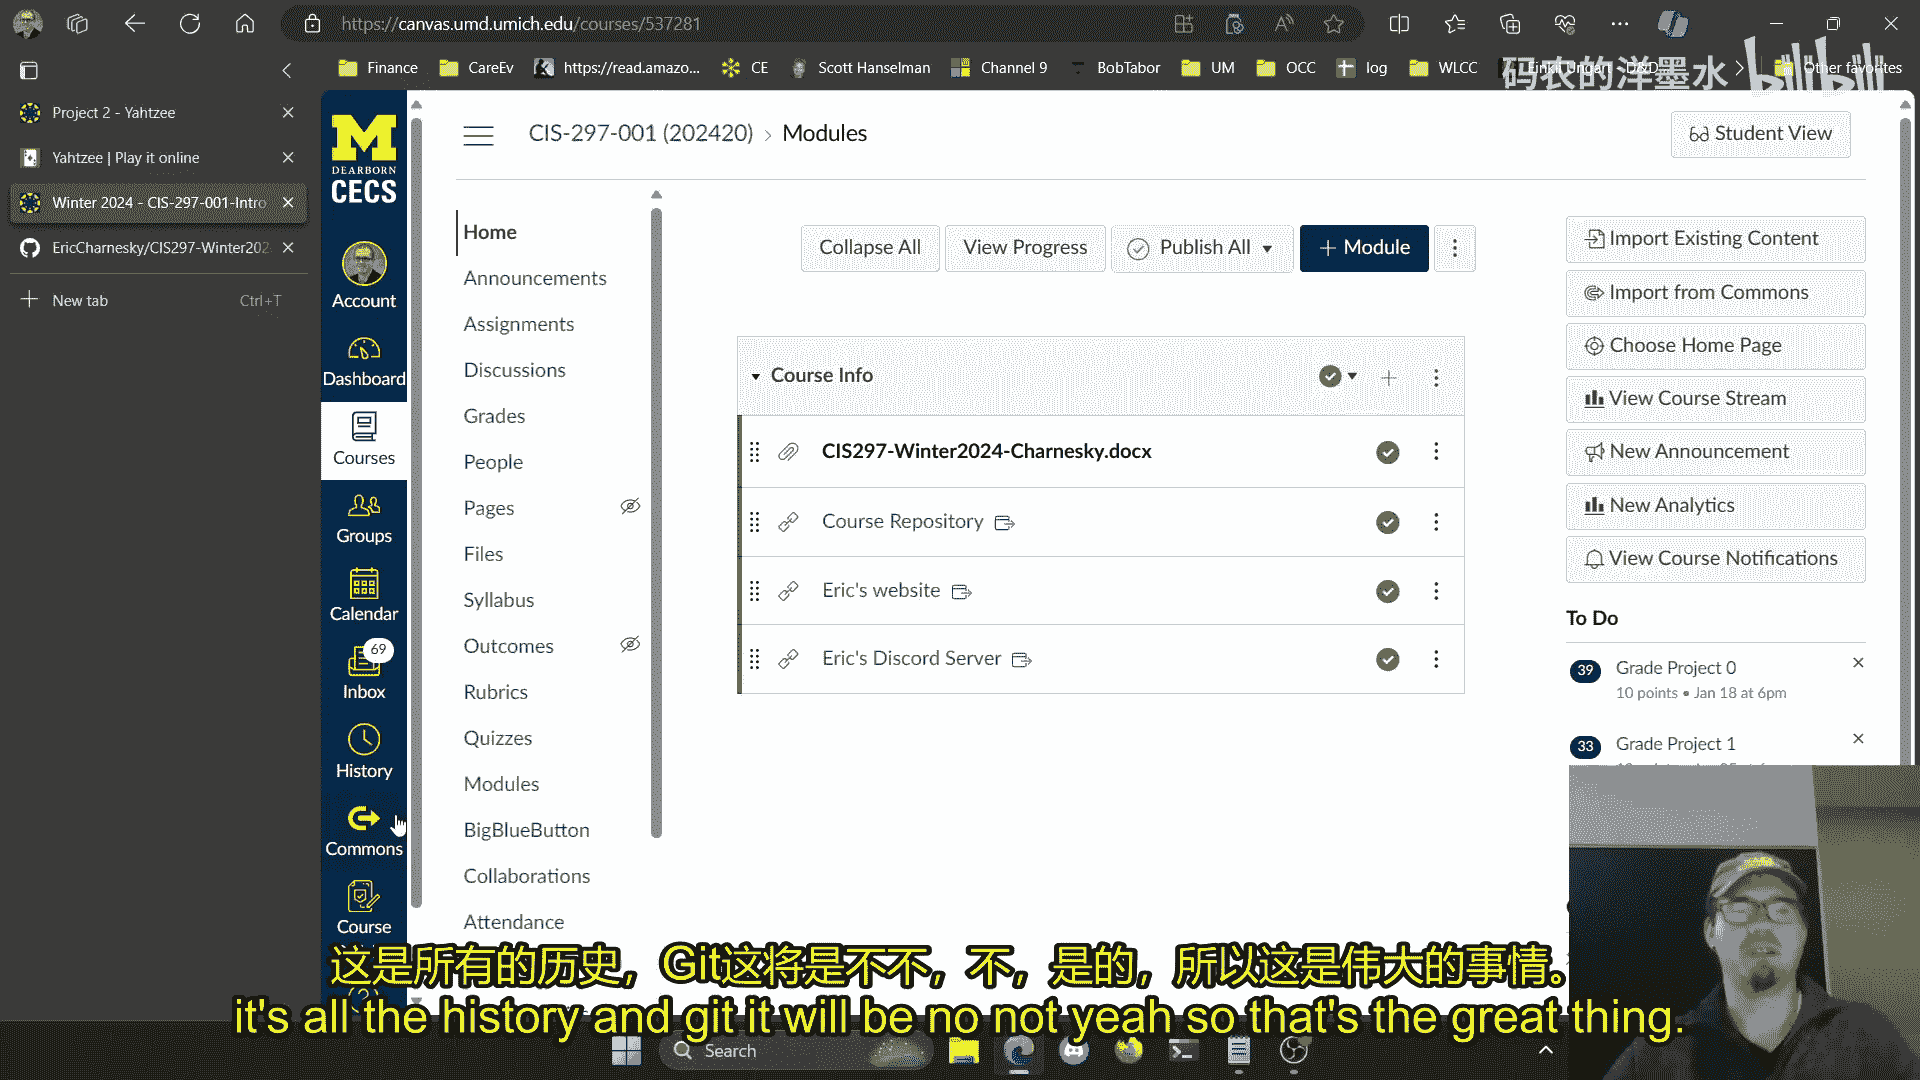 https://canvas.umd.umich.edu/courses/537281
Finance
CareEv
https://read.amazo...
CE
Scott Hanselman
Channel 9
BobTabor
UM
OCC
log
WLCC
Other favorites
码农的洋墨水
bilibili
Project 2 - Yahtzee
Yahtzee | Play it online
Winter 2024 - CIS-297-001-Intro
EricCharnesky/CIS297-Winter202
New tab
Ctrl+T
DEARBORN
CECS
Account
Dashboard
Courses
Groups
Calendar
69
Inbox
History
Commons
Course
CIS-297-001 (202420) > Modules
Student View
Home
Announcements
Assignments
Discussions
Grades
People
Pages
Files
Syllabus
Outcomes
Rubrics
Quizzes
Modules
BigBlueButton
Collaborations
Attendance
Collapse All
View Progress
Publish All
+ Module
Course Info
CIS297-Winter2024-Charnesky.docx
Course Repository
Eric's website
Eric's Discord Server
Import Existing Content
Import from Commons
Choose Home Page
View Course Stream
New Announcement
New Analytics
View Course Notifications
To Do
39
Grade Project 0
10 points • Jan 18 at 6pm
33
Grade Project 1
这是所有的历史，Git这将是不不，不，是的，所以这是伟大的事情。
it's all the history and git it will be no not yeah so that's the great thing.
Search